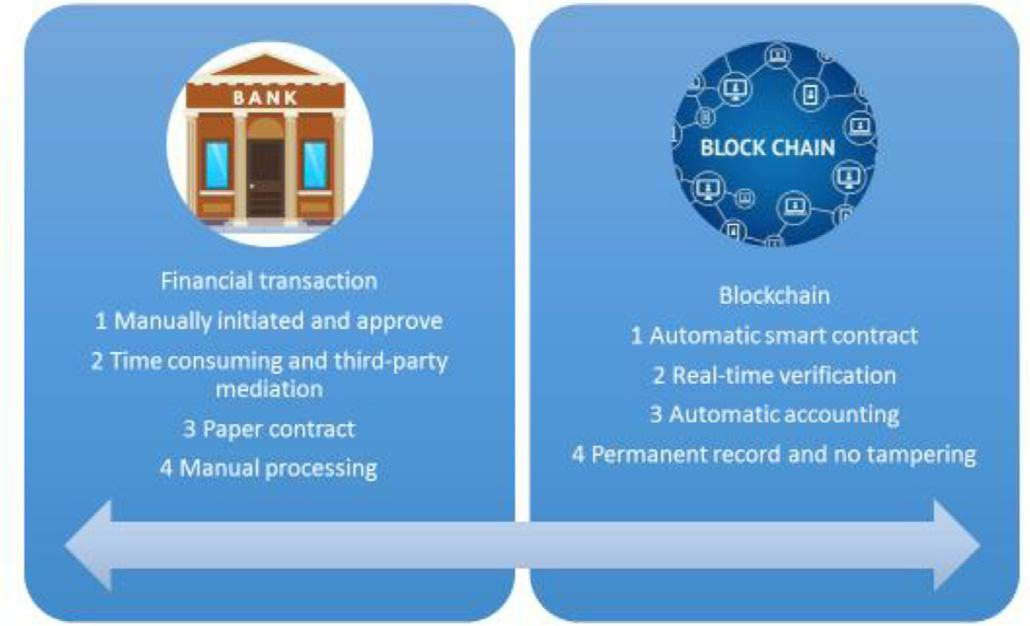 BANK
Financial transaction
1 Manually initiated and approve
2 Time consuming and third-party
mediation
3 Paper contract
4 Manual processing
BLOCK CHAIN
Blockchain
1 Automatic smart contract
2 Real-time verification
3 Automatic accounting
4 Permanent record and no tampering